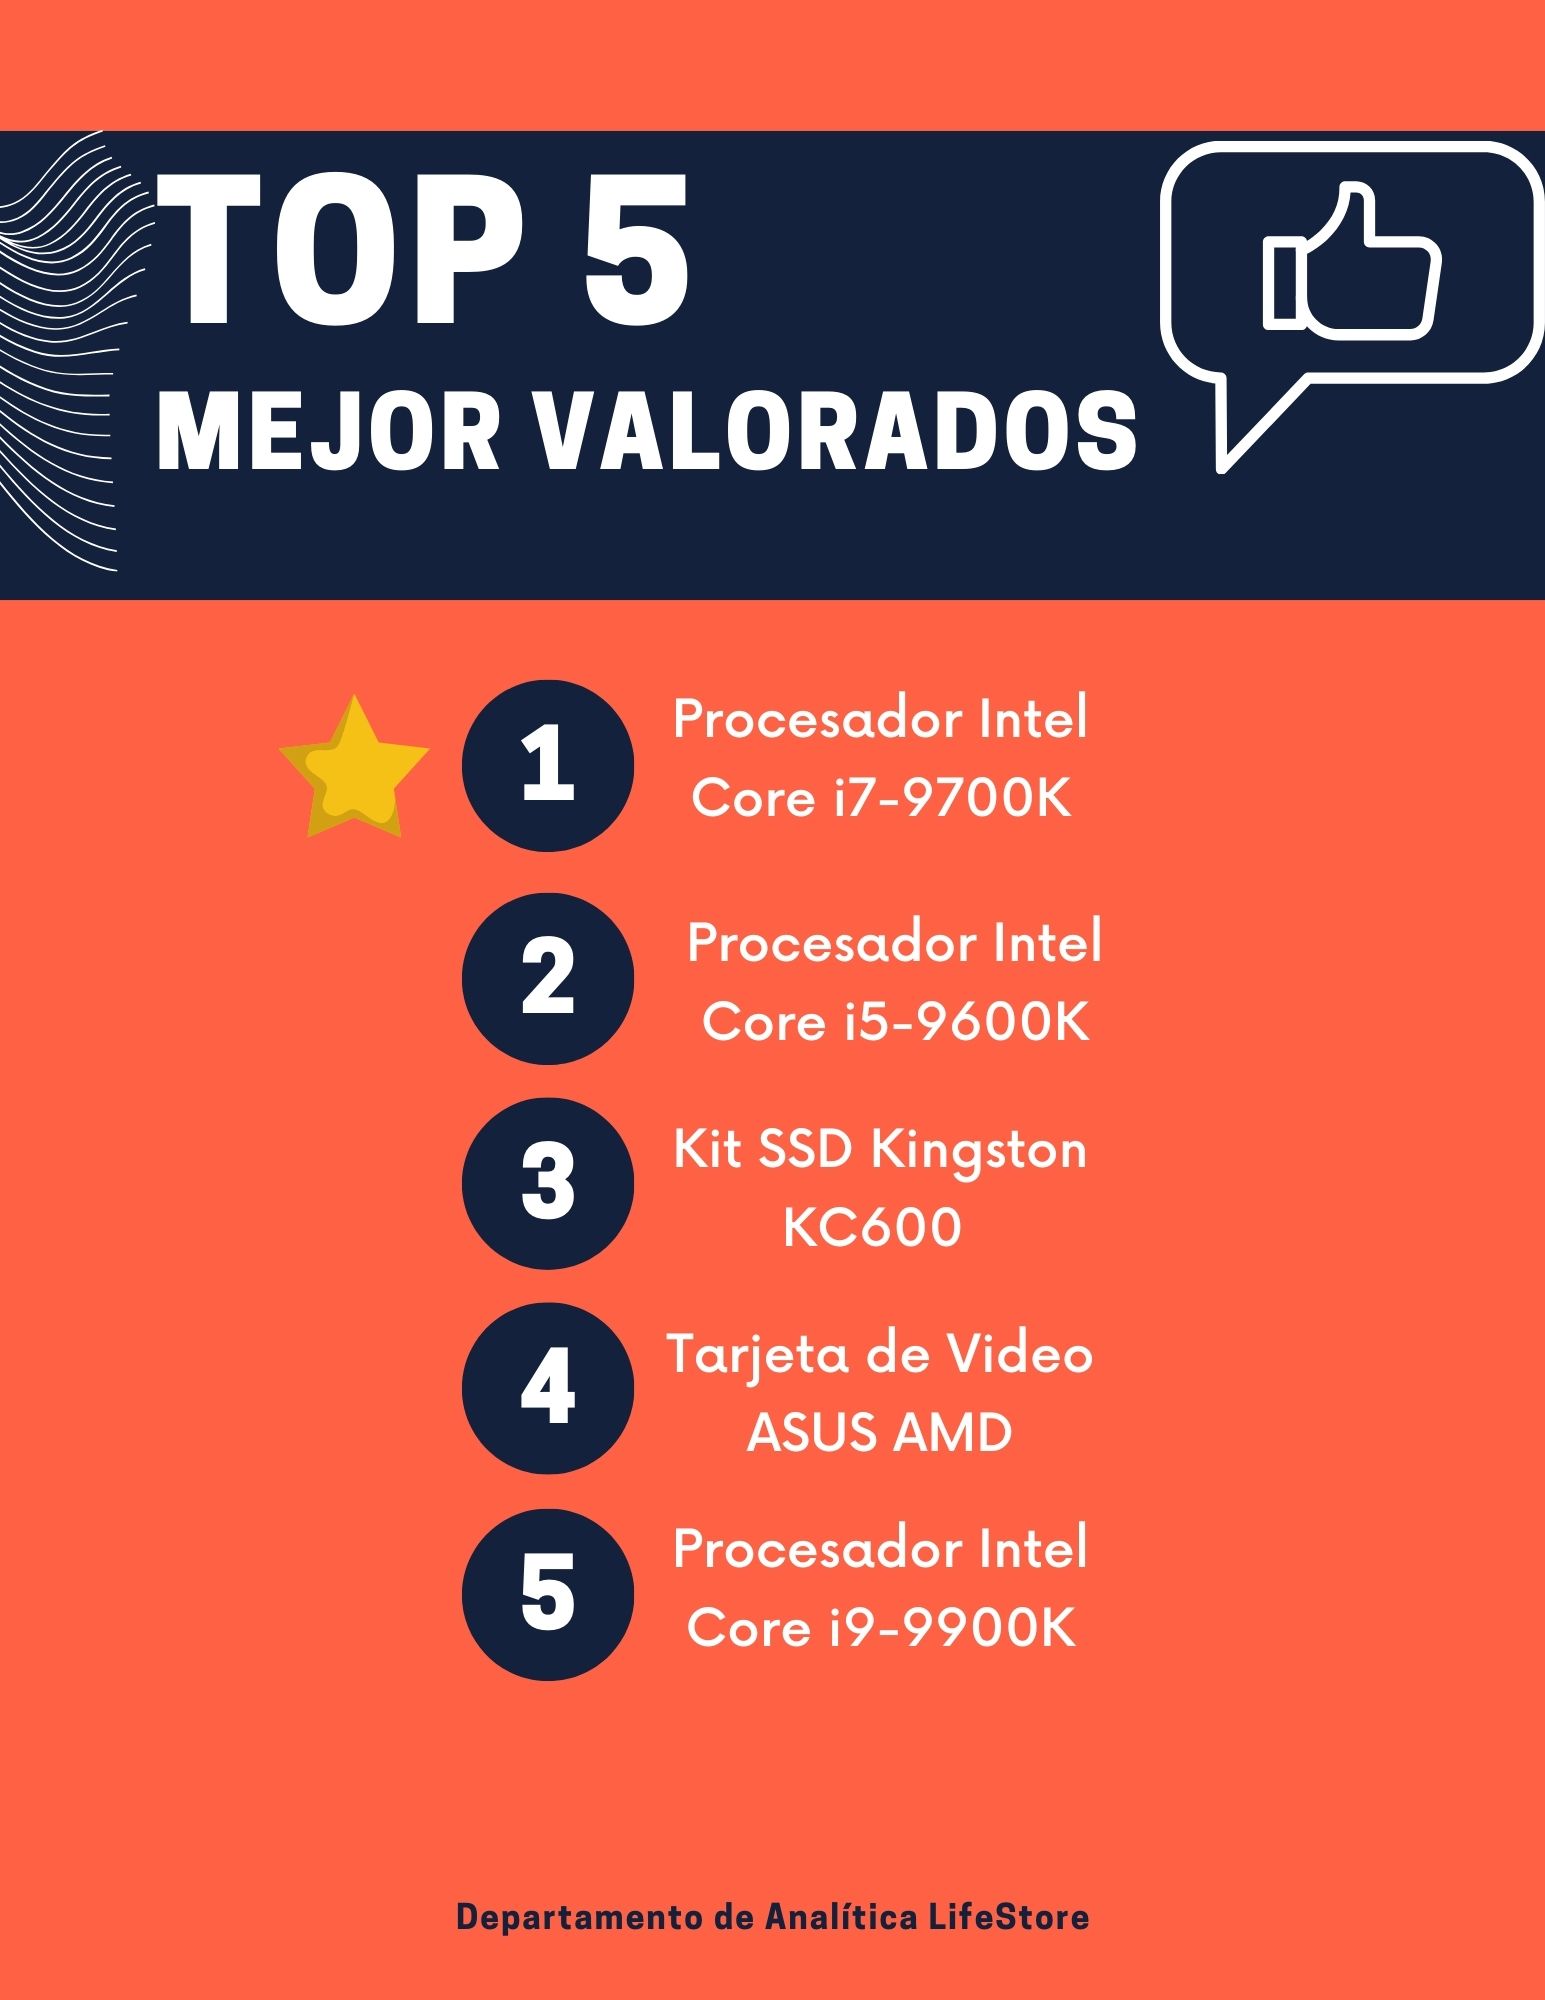 TOP 5
MEJOR VALORADOS
1
Procesador Intel
Core i7-9700K
2
Procesador Intel
Core i5-9600K
3
Kit SSD Kingston
KC600
4
Tarjeta de Video
ASUS AMD
5
Procesador Intel
Core i9-9900K
Departamento de Analítica LifeStore